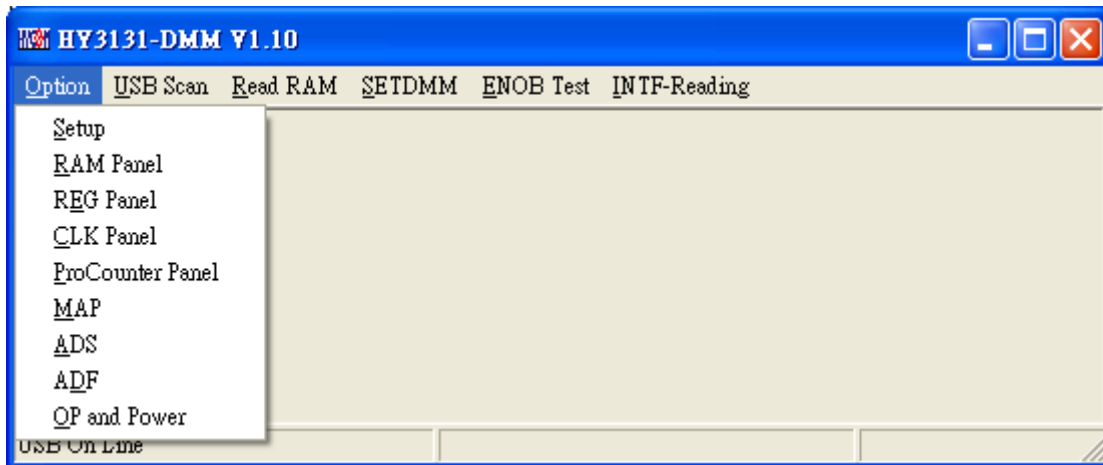 HY3131-DMM V1.10
Option USB Scan Read RAM SETDMM ENOB Test INTF-Reading
Setup
RAM Panel
REG Panel
CLK Panel
ProCounter Panel
MAP
ADS
ADF
OP and Power
USB On Line